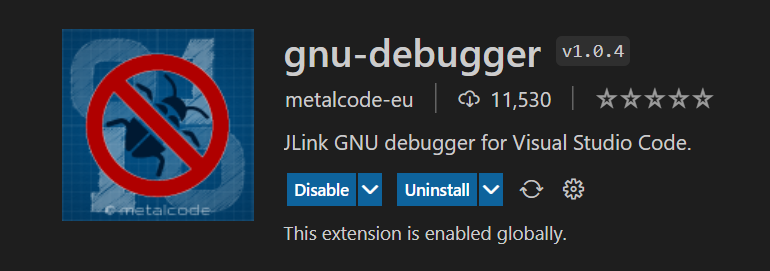 gnu-debugger v1.0.4
metalcode-eu 11,530
JLink GNU debugger for Visual Studio Code.
Disable Uninstall
This extension is enabled globally.
© metalcode